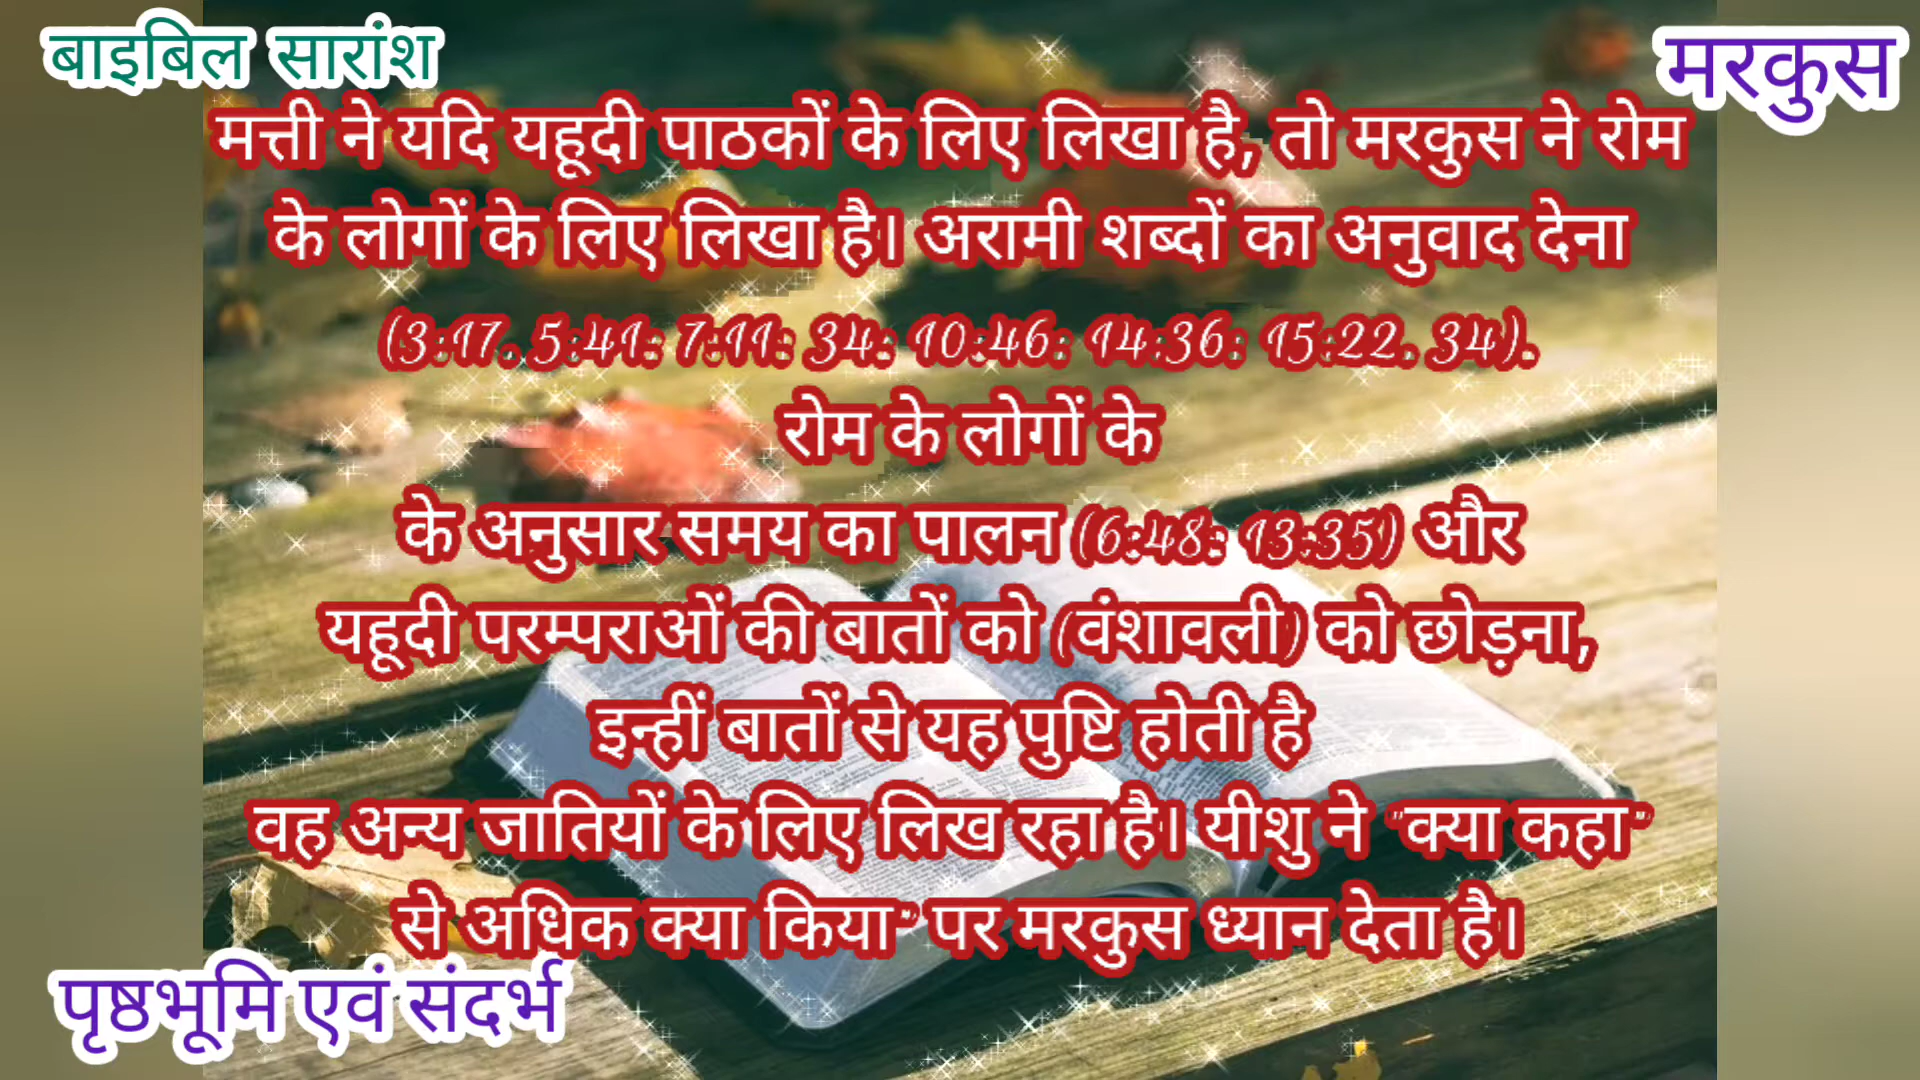 बाइबिल सारांश
मरकुस
मत्ती ने यदि यहूदी पाठकों के लिए लिखा है, तो मरकुस ने रोम
के लोगों के लिए लिखा है। अरामी शब्दों का अनुवाद देना
(3:17. 5:41: 7:11: 34: 10:46: 14:36: 15:22. 34).
रोम के लोगों के
के अनुसार समय का पालन (6:48: 13:35) और
यहूदी परम्पराओं की बातों को (वंशावली) को छोड़ना,
इन्हीं बातों से यह पुष्टि होती है
वह अन्य जातियों के लिए लिख रहा है। यीशु ने "क्या कहा"
से अधिक क्या किया" पर मरकुस ध्यान देता है।
पृष्ठभूमि एवं संदर्भ